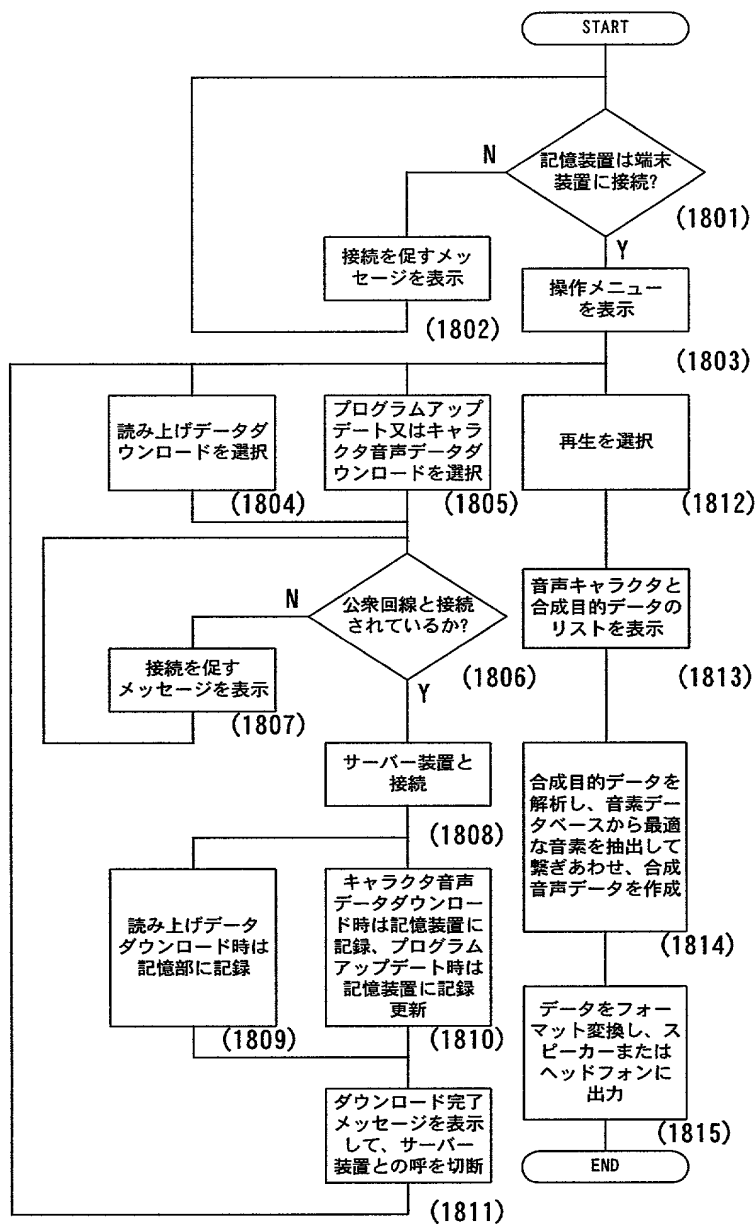 START
記憶装置は端末
装置に接続?
N
(1801)
Y
接続を促すメッ
セージを表示
(1802)
操作メニュー
を表示
(1803)
読み上げデータダ
ウンロードを選択
(1804)
プログラムアップ
デート又はキャラ
クタ音声データダ
ウンロードを選択
(1805)
再生を選択
(1812)
公衆回線と接続
されているか?
N
(1806)
Y
接続を促す
メッセージを表示
(1807)
音声キャラクタと
合成目的データの
リストを表示
(1813)
サーバー装置と
接続
(1808)
合成目的データを
解析し、音素デー
タベースから最適
な音素を抽出して
繋ぎあわせ、合成
音声データを作成
(1814)
読み上げデータ
ダウンロード時は
記憶部に記録
(1809)
キャラクタ音声
データダウンロー
ド時は記憶装置に
記録、プログラム
アップデート時は
記憶装置に記録
更新
(1810)
データをフォー
マット変換し、ス
ピーカーまたは
ヘッドフォンに
出力
(1815)
ダウンロード完了
メッセージを表示
して、サーバー
装置との呼を切断
(1811)
END